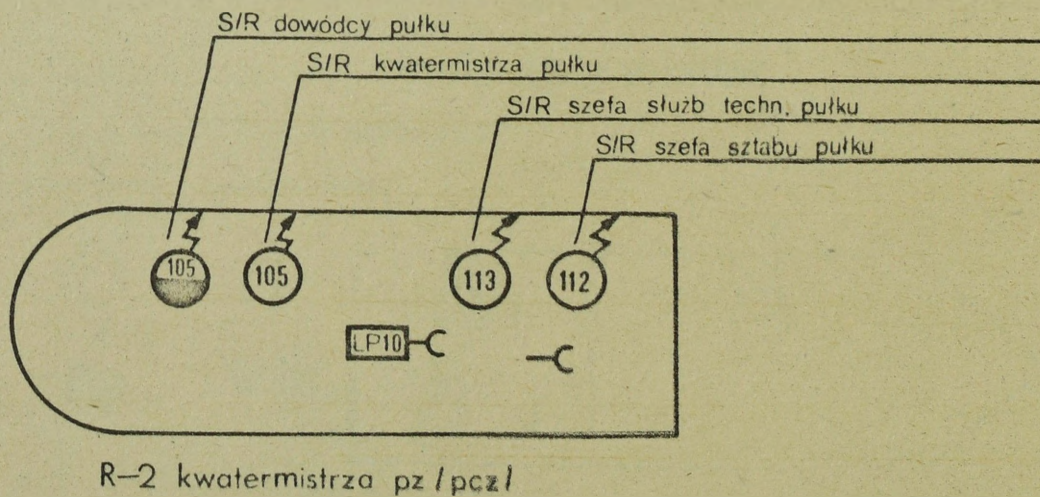 S/R dowódcy pułku
S/R kwatermistrza pułku
S/R szefa służb techn. pułku
S/R szefa sztabu pułku
105
105
113
112
LP10
R–2 kwatermistrza pz /pcz/